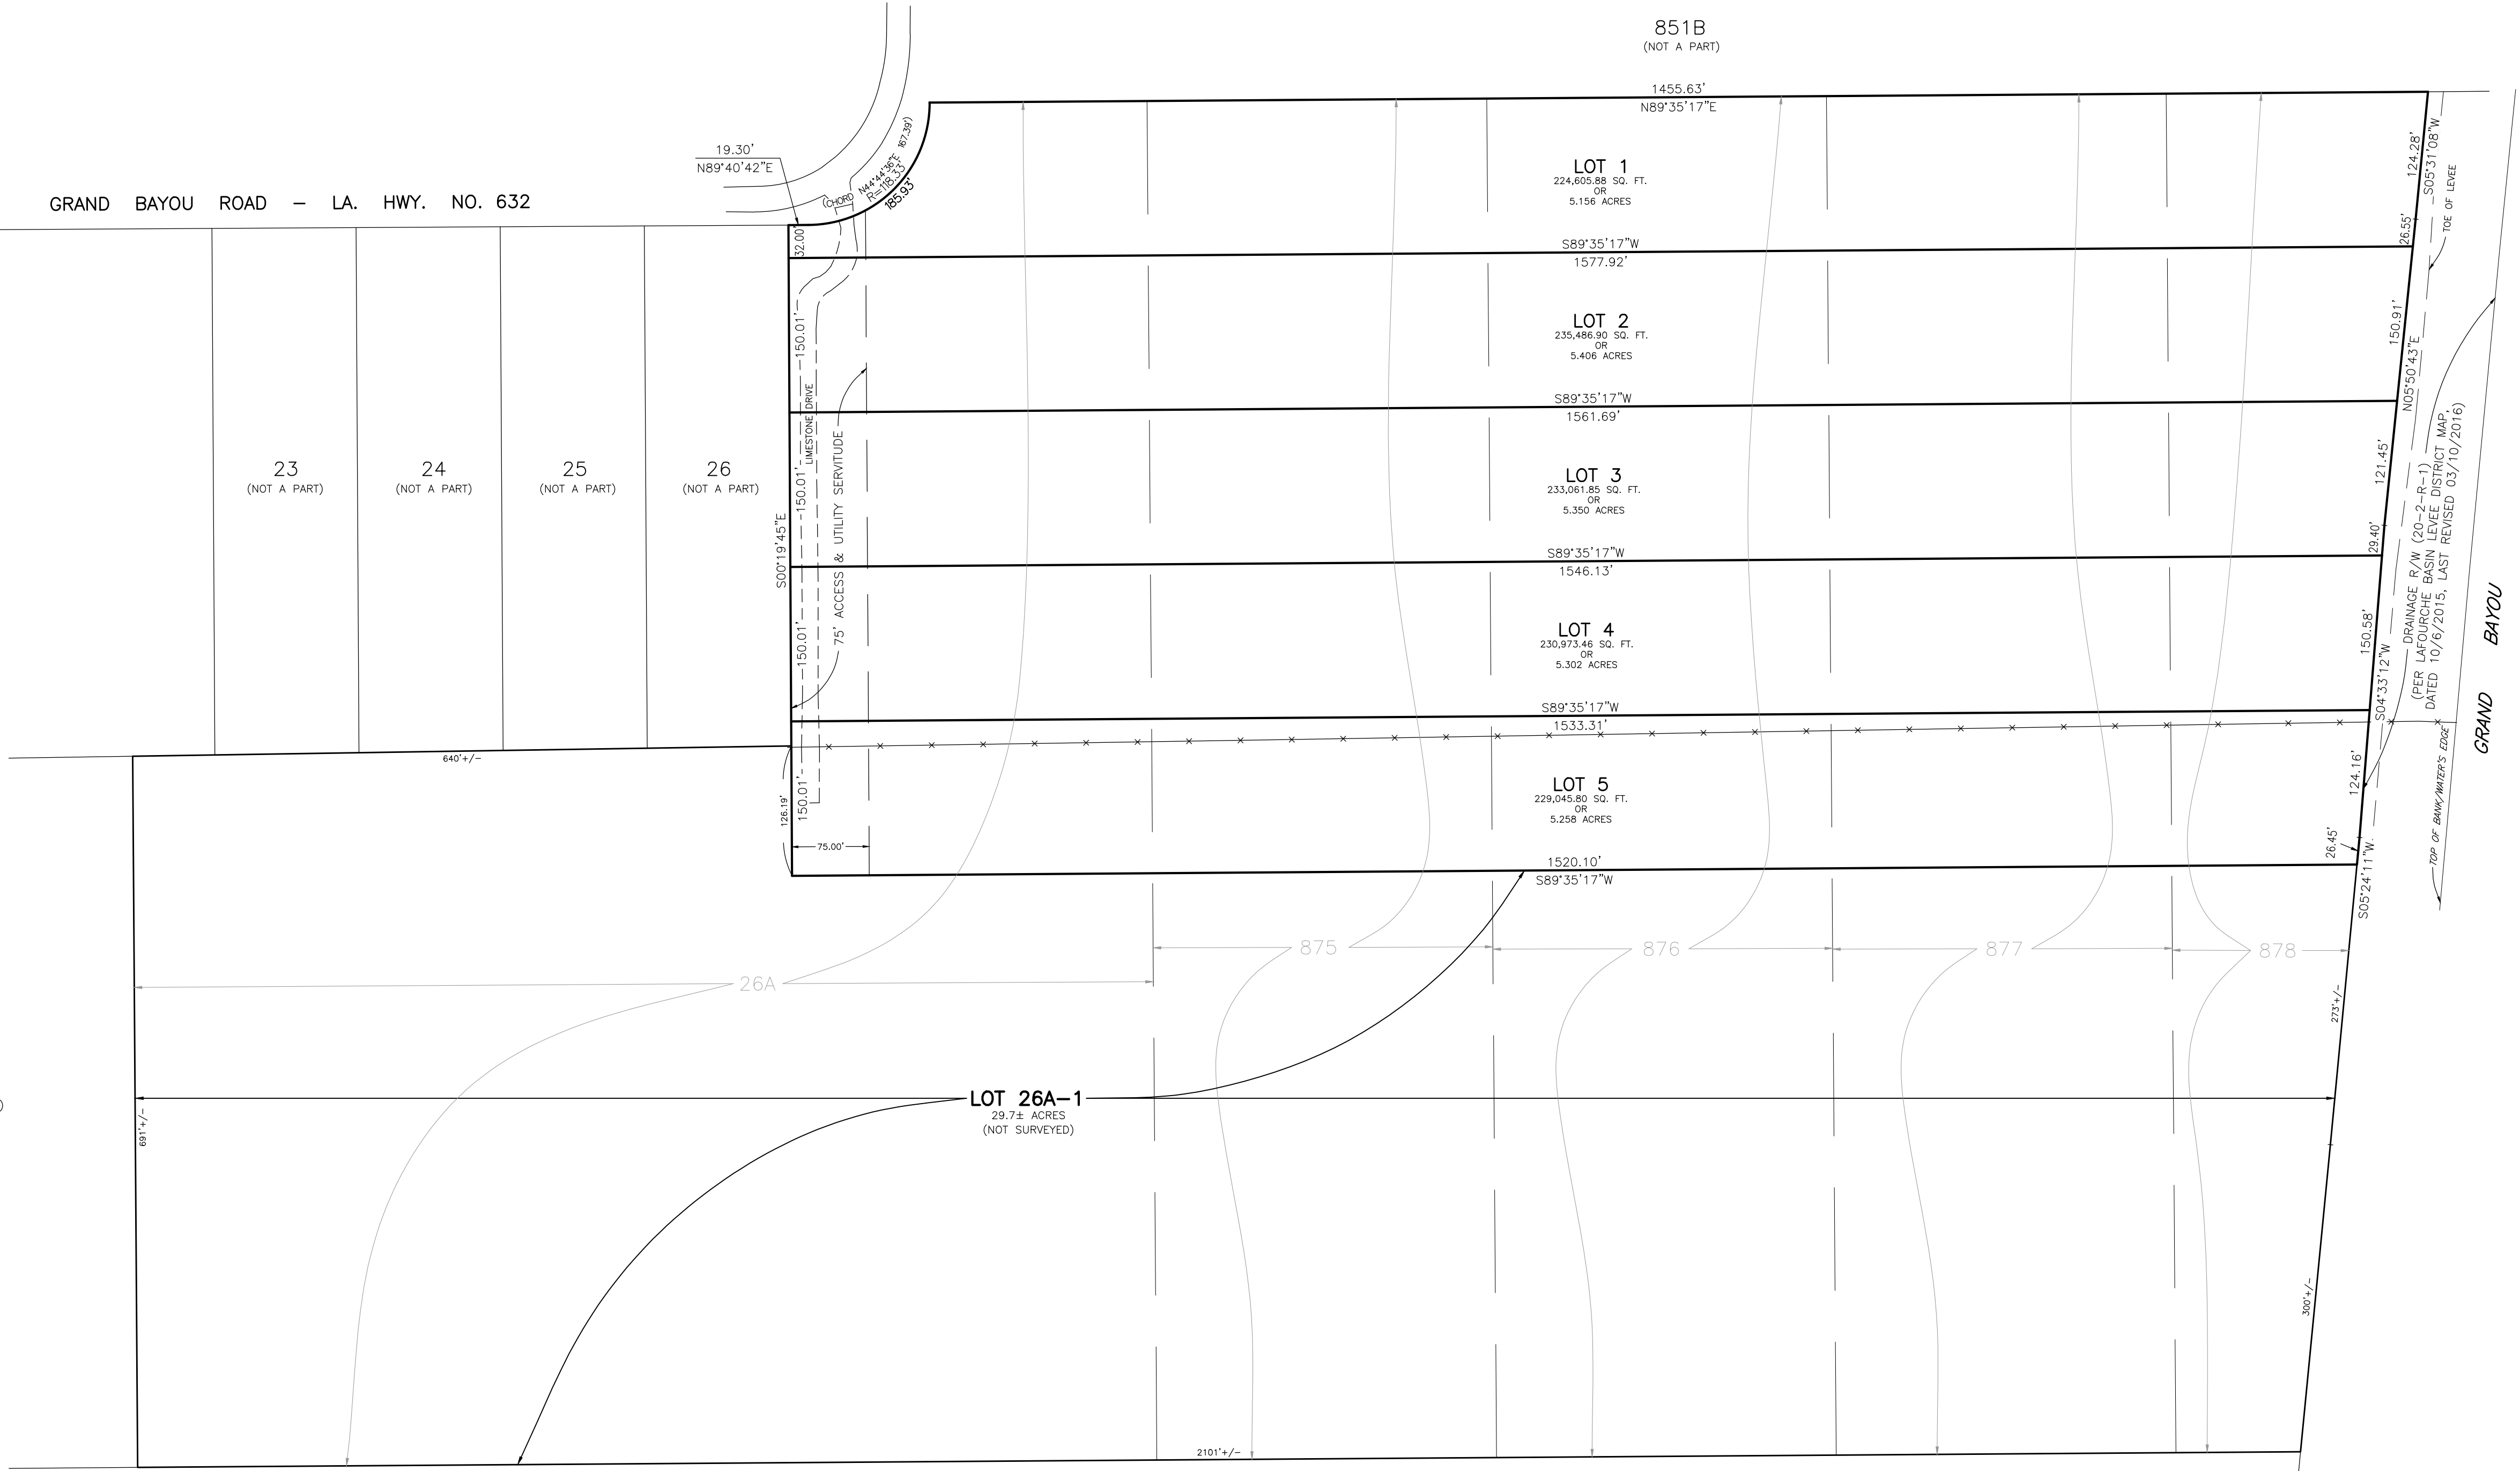 851B
(NOT A PART)
1455.63'
N89°35'17"E
19.30'
N89°40'42"E
(CHORD N44°44'36"E 167.39')
R=118.33'
185.93'
GRAND BAYOU ROAD – LA. HWY. NO. 632
LOT 1
224,605.88 SQ. FT.
OR
5.156 ACRES
124.28'
S05°31'08"W
TOE OF LEVEE
26.55'
32.00'
S89°35'17"W
1577.92'
LOT 2
235,486.90 SQ. FT.
OR
5.406 ACRES
150.01'
150.91'
N05°50'43"E
S89°35'17"W
1561.69'
LIMESTONE DRIVE
75' ACCESS & UTILITY SERVITUDE
23
(NOT A PART)
24
(NOT A PART)
25
(NOT A PART)
26
(NOT A PART)
S00°19'45"E
150.01'
LOT 3
233,061.85 SQ. FT.
OR
5.350 ACRES
121.45'
29.40'
S89°35'17"W
1546.13'
DRAINAGE R/W (20-2-R-1)
(PER LAFOURCHE BASIN LEVEE DISTRICT MAP,
DATED 10/6/2015, LAST REVISED 03/10/2016)
GRAND BAYOU
150.01'
LOT 4
230,973.46 SQ. FT.
OR
5.302 ACRES
150.58'
S04°33'12"W
S89°35'17"W
1533.31'
640'+/-
126.19'
150.01'
75.00'
LOT 5
229,045.80 SQ. FT.
OR
5.258 ACRES
124.16'
26.45'
TOP OF BANK/WATER'S EDGE
1520.10'
S89°35'17"W
S05°24'11"W
26A
875
876
877
878
273'+/-
LOT 26A-1
29.7± ACRES
(NOT SURVEYED)
691'+/-
)
300'+/-
2101'+/-